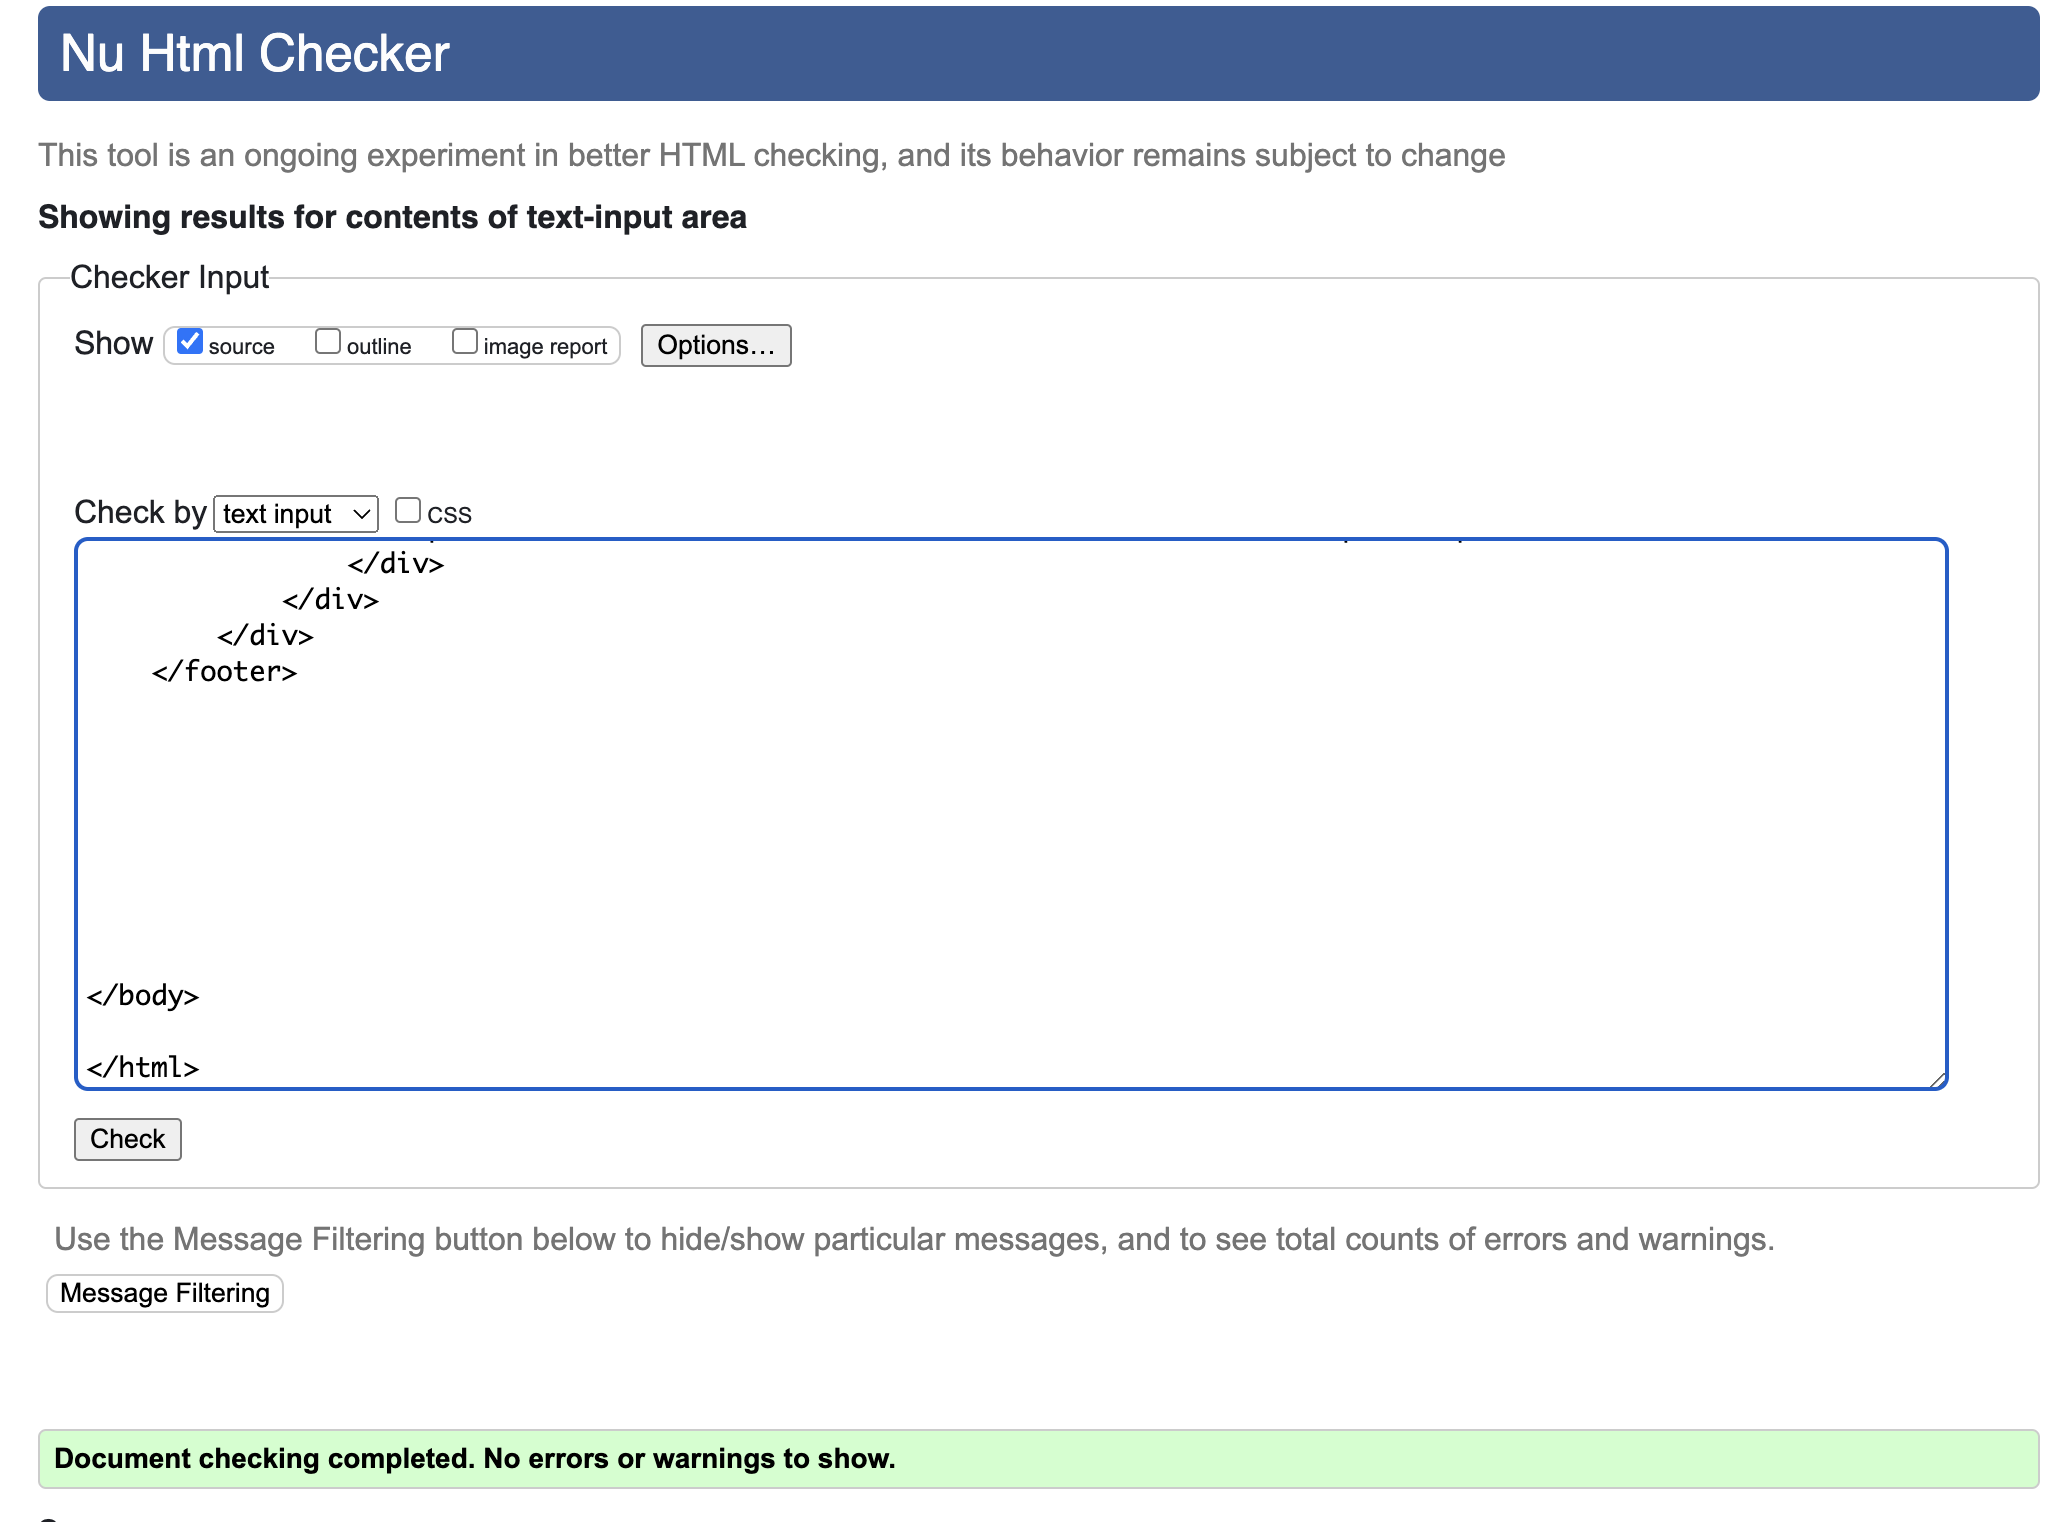 Nu Html Checker
This tool is an ongoing experiment in better HTML checking, and its behavior remains subject to change
Showing results for contents of text-input area
Checker Input
Show source outline image report Options...
Check by text input css
</div>
</div>
</div>
</footer>
</body>
</html>
Check
Use the Message Filtering button below to hide/show particular messages, and to see total counts of errors and warnings.
Message Filtering
Document checking completed. No errors or warnings to show.